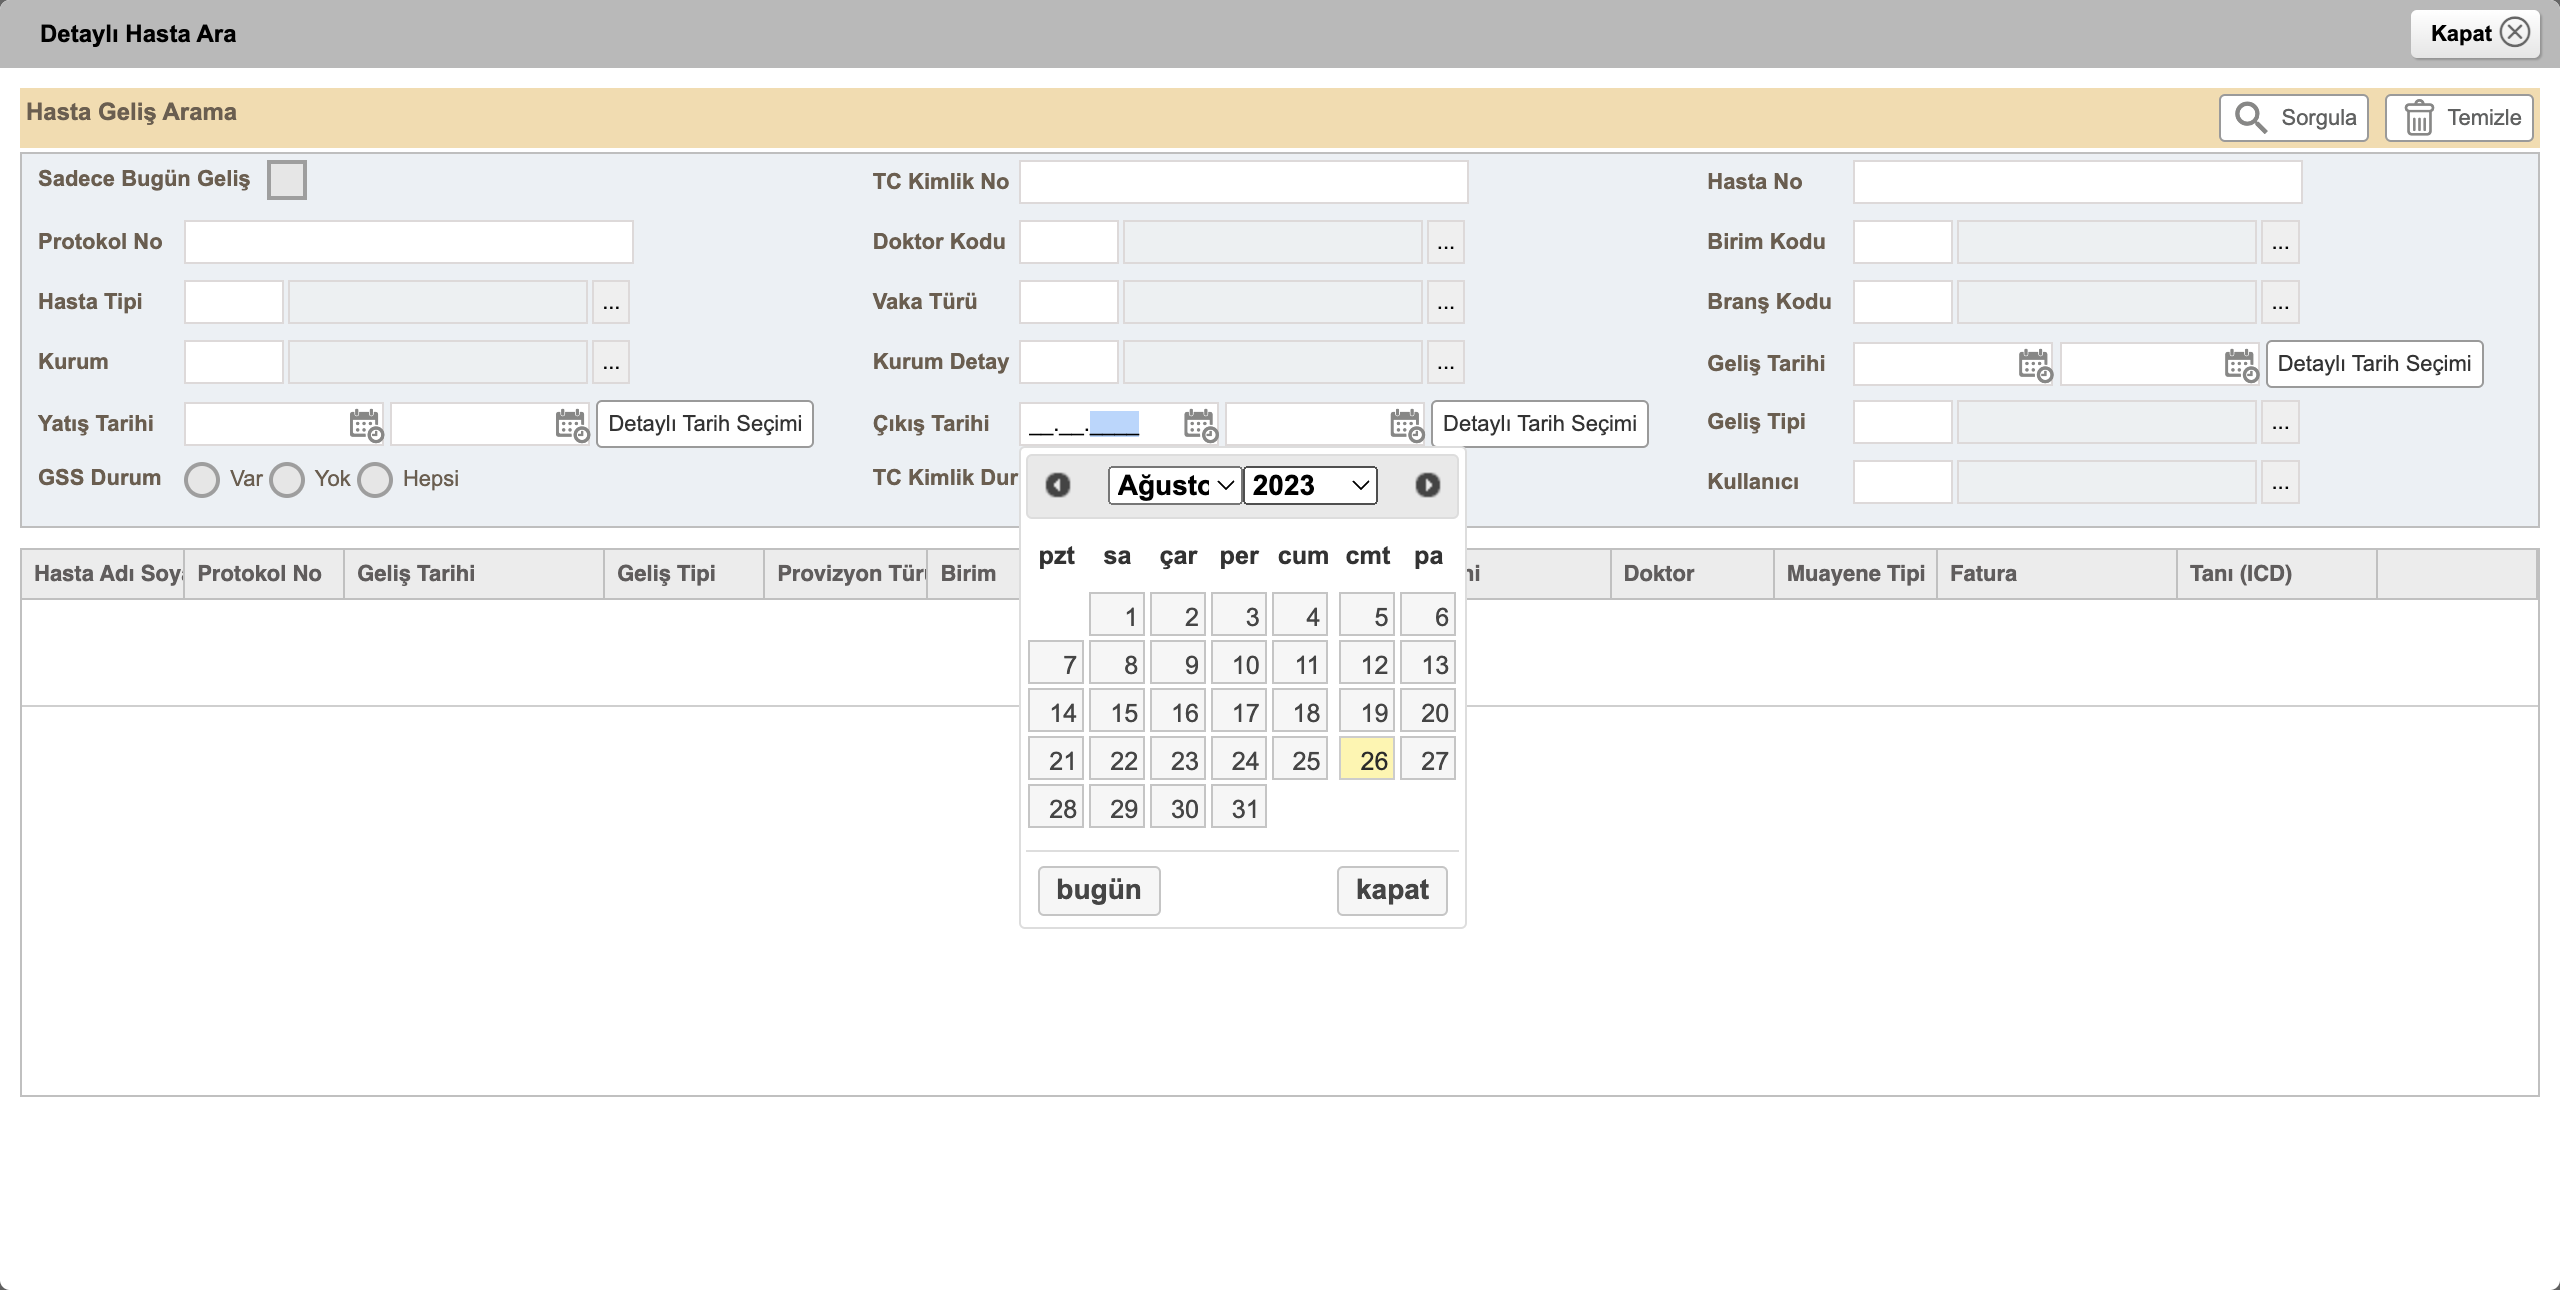 Detaylı Hasta Ara
Kapat
Hasta Geliş Arama
Sorgula
Temizle
Sadece Bugün Geliş
TC Kimlik No
Hasta No
Protokol No
Doktor Kodu
...
Birim Kodu
...
Hasta Tipi
...
Vaka Türü
...
Branş Kodu
...
Kurum
...
Kurum Detay
...
Geliş Tarihi
Detaylı Tarih Seçimi
Yatış Tarihi
Detaylı Tarih Seçimi
Çıkış Tarihi
__.__.____
Detaylı Tarih Seçimi
Geliş Tipi
...
GSS Durum
Var
Yok
Hepsi
TC Kimlik Dur
Kullanıcı
...
Ağustc
2023
Hasta Adı Soy
Protokol No
Geliş Tarihi
Geliş Tipi
Provizyon Tür
Birim
Doktor
Muayene Tipi
Fatura
Tanı (ICD)
pzt sa çar per cum cmt pa
1 2 3 4 5 6
7 8 9 10 11 12 13
14 15 16 17 18 19 20
21 22 23 24 25 26 27
28 29 30 31
bugün
kapat